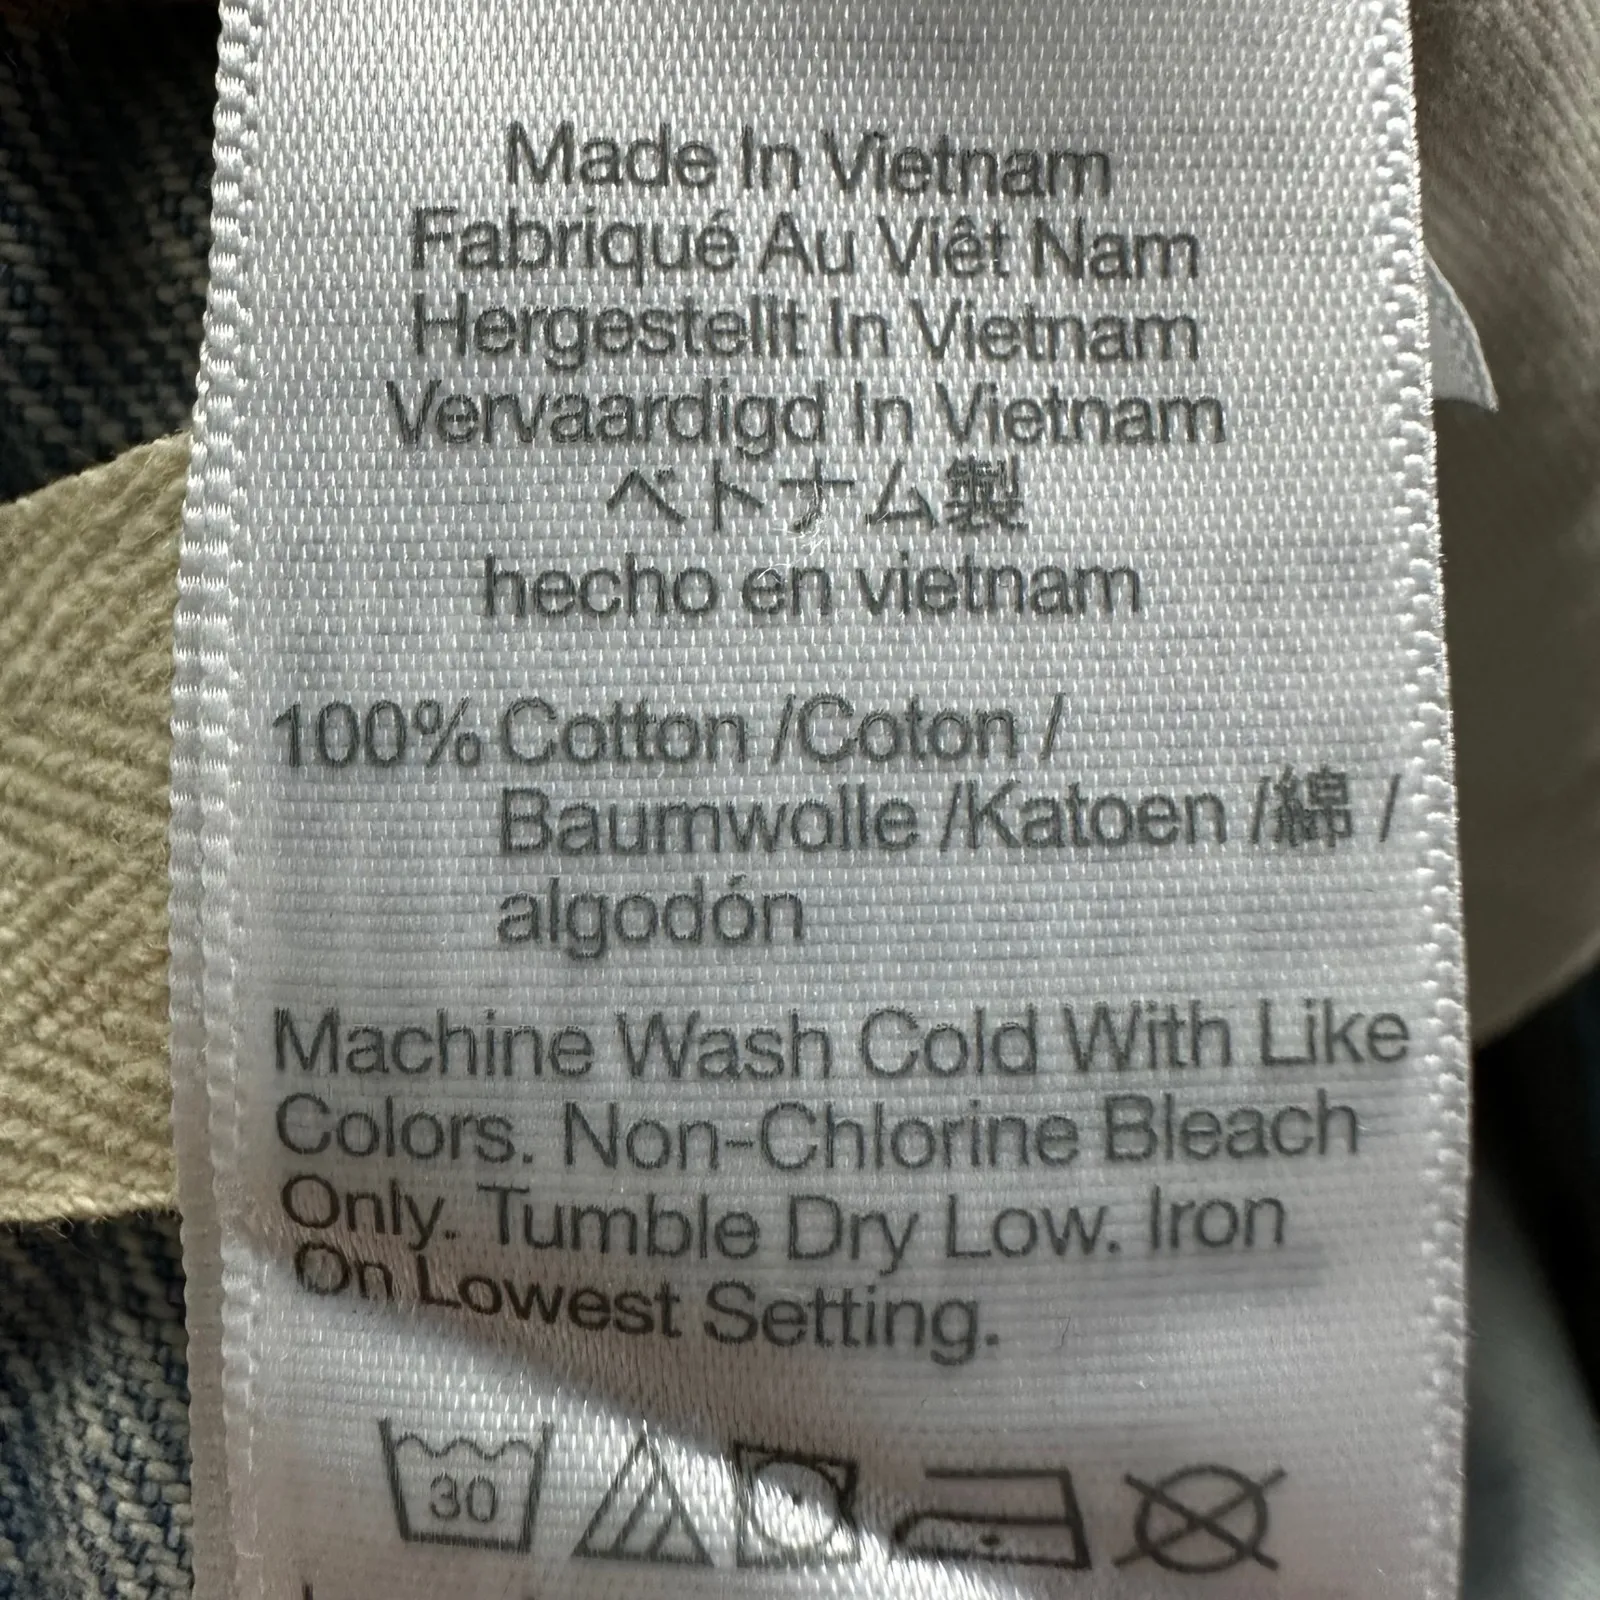 Made In Vietnam
Fabriqué Au Viêt Nam
Hergestellt In Vietnam
Vervaardigd In Vietnam
ベトナム製
hecho en vietnam
100% Cotton /Coton /
Baumwolle /Katoen /綿 /
algodón
Machine Wash Cold With Like
Colors. Non-Chlorine Bleach
Only. Tumble Dry Low. Iron
On Lowest Setting.
30